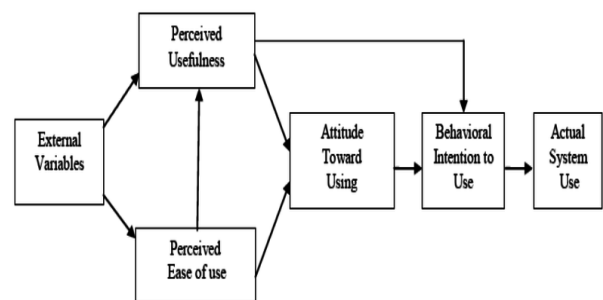 Perceived
Usefulness
External
Variables
Perceived
Ease of use
Attitude
Toward
Using
Behavioral
Intention to
Use
Actual
System
Use